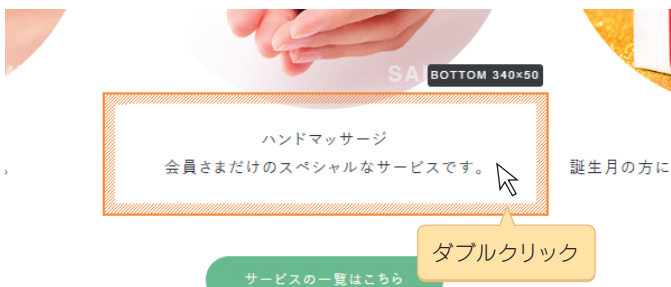 BOTTOM 340×50
ハンドマッサージ
会員さまだけのスペシャルなサービスです。
誕生月の方に
ダブルクリック
サービスの一覧はこちら